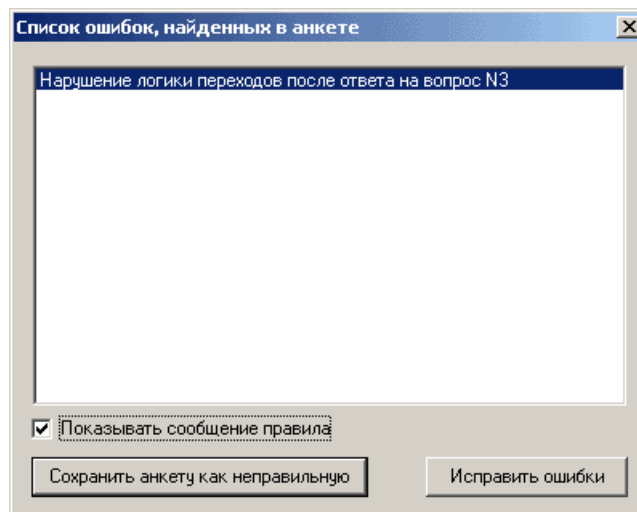 Список ошибок, найденных в анкете
Нарушение логики переходов после ответа на вопрос N3
Показывать сообщение правила
Сохранить анкету как неправильную
Исправить ошибки